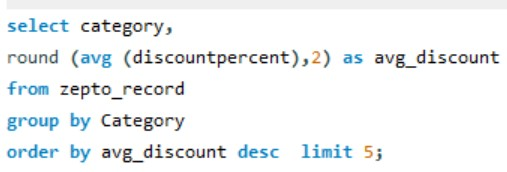 select category,
round (avg (discountpercent),2) as avg_discount
from zepto_record
group by Category
order by avg_discount desc  limit 5;